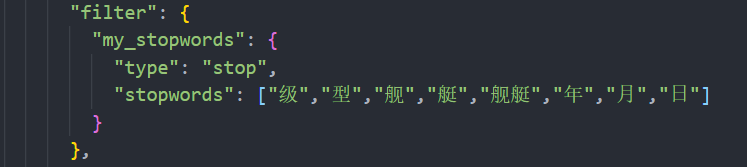 "filter": {
"my_stopwords": {
"type": "stop",
"stopwords": ["级","型","舰","艇","舰艇","年","月","日"]
}
},